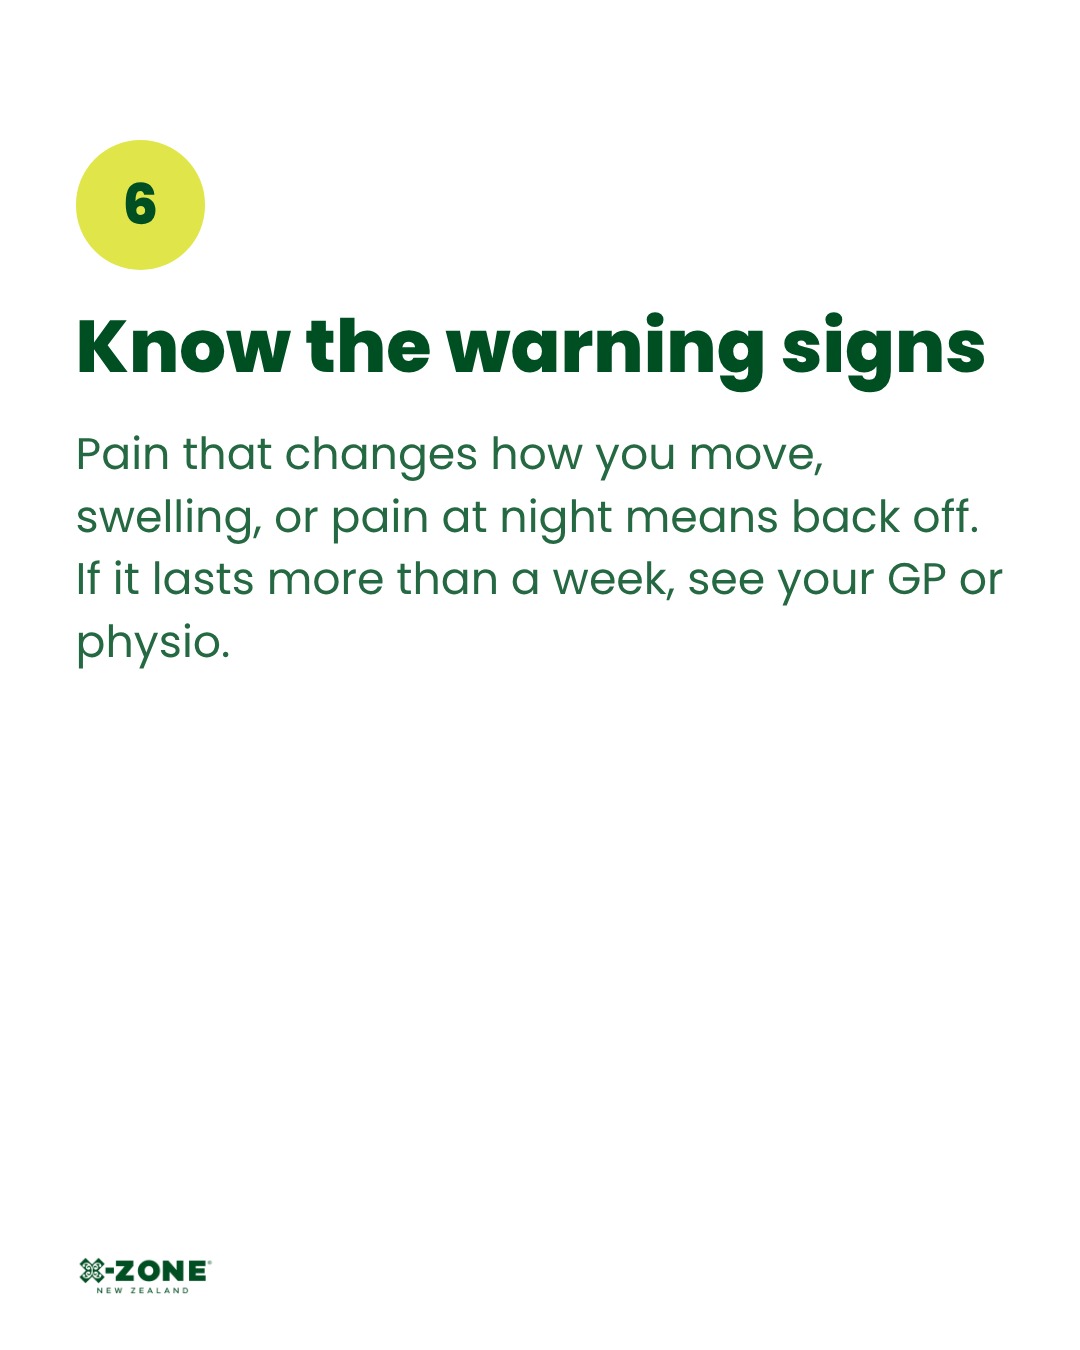 6
Know the warning signs
Pain that changes how you move,
swelling, or pain at night means back off.
If it lasts more than a week, see your GP or
physio.
X-ZONE
NEW ZEALAND